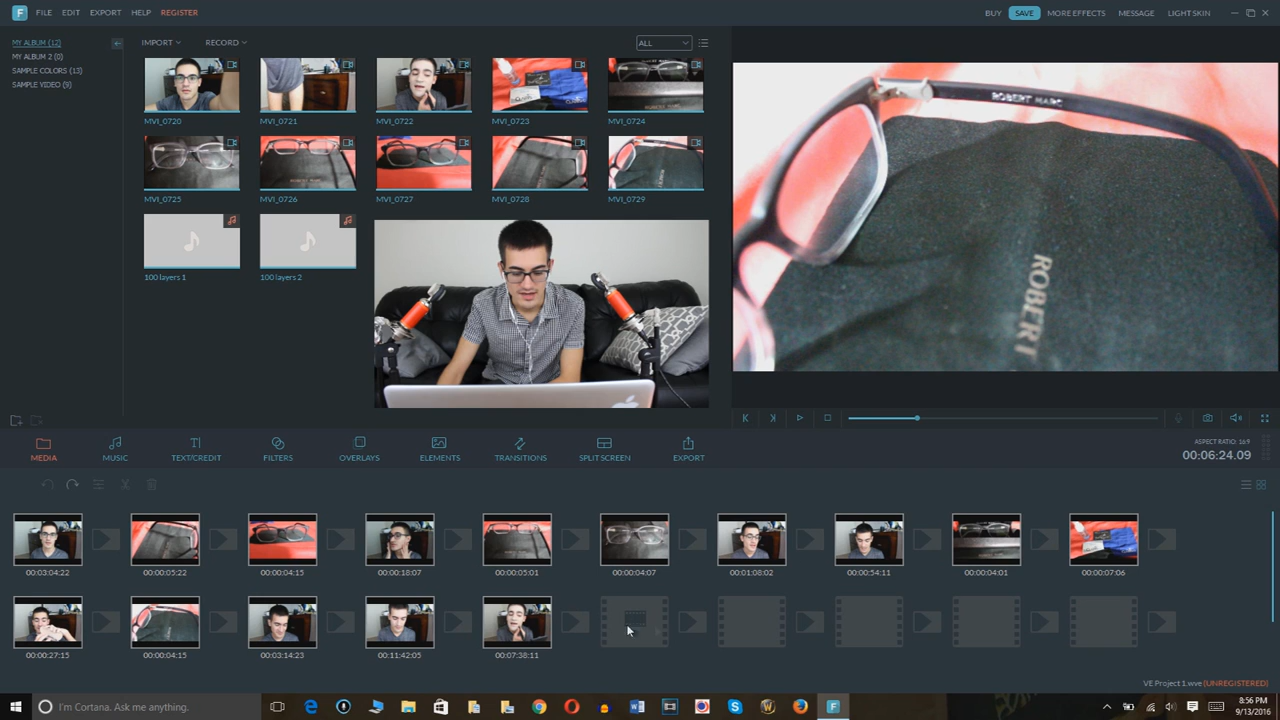 F FILE EDIT EXPORT HELP REGISTER BUY SAVE MORE EFFECTS MESSAGE LIGHT SKIN
MY ALBUM (12)
MY ALBUM 2 (8)
SAMPLE COLORS (13)
SAMPLE VIDEO (9)
IMPORT RECORD ALL
MVI_0720 MVI_0721 MVI_0722 MVI_0723 MVI_0724
MVI_0725 MVI_0726 MVI_0727 MVI_0728 MVI_0729
100 layers 1 100 layers 2
ROBERT MARC
ROBERT
MEDIA MUSIC TEXT/CREDIT FILTERS OVERLAYS ELEMENTS TRANSITIONS SPLIT SCREEN EXPORT
ASPECT RATIO: 16:9
00:06:24.09
00:03:04:22 00:00:05:22 00:00:04:15 00:00:18:07 00:00:05:01 00:00:04:07 00:01:08:02 00:00:54:11 00:00:04:01 00:00:07:06
00:00:27:15 00:00:04:15 00:03:14:23 00:11:42:05 00:07:38:11
VE Project 1.wve (UNREGISTERED)
I'm Cortana. Ask me anything.
8:56 PM
9/13/2016